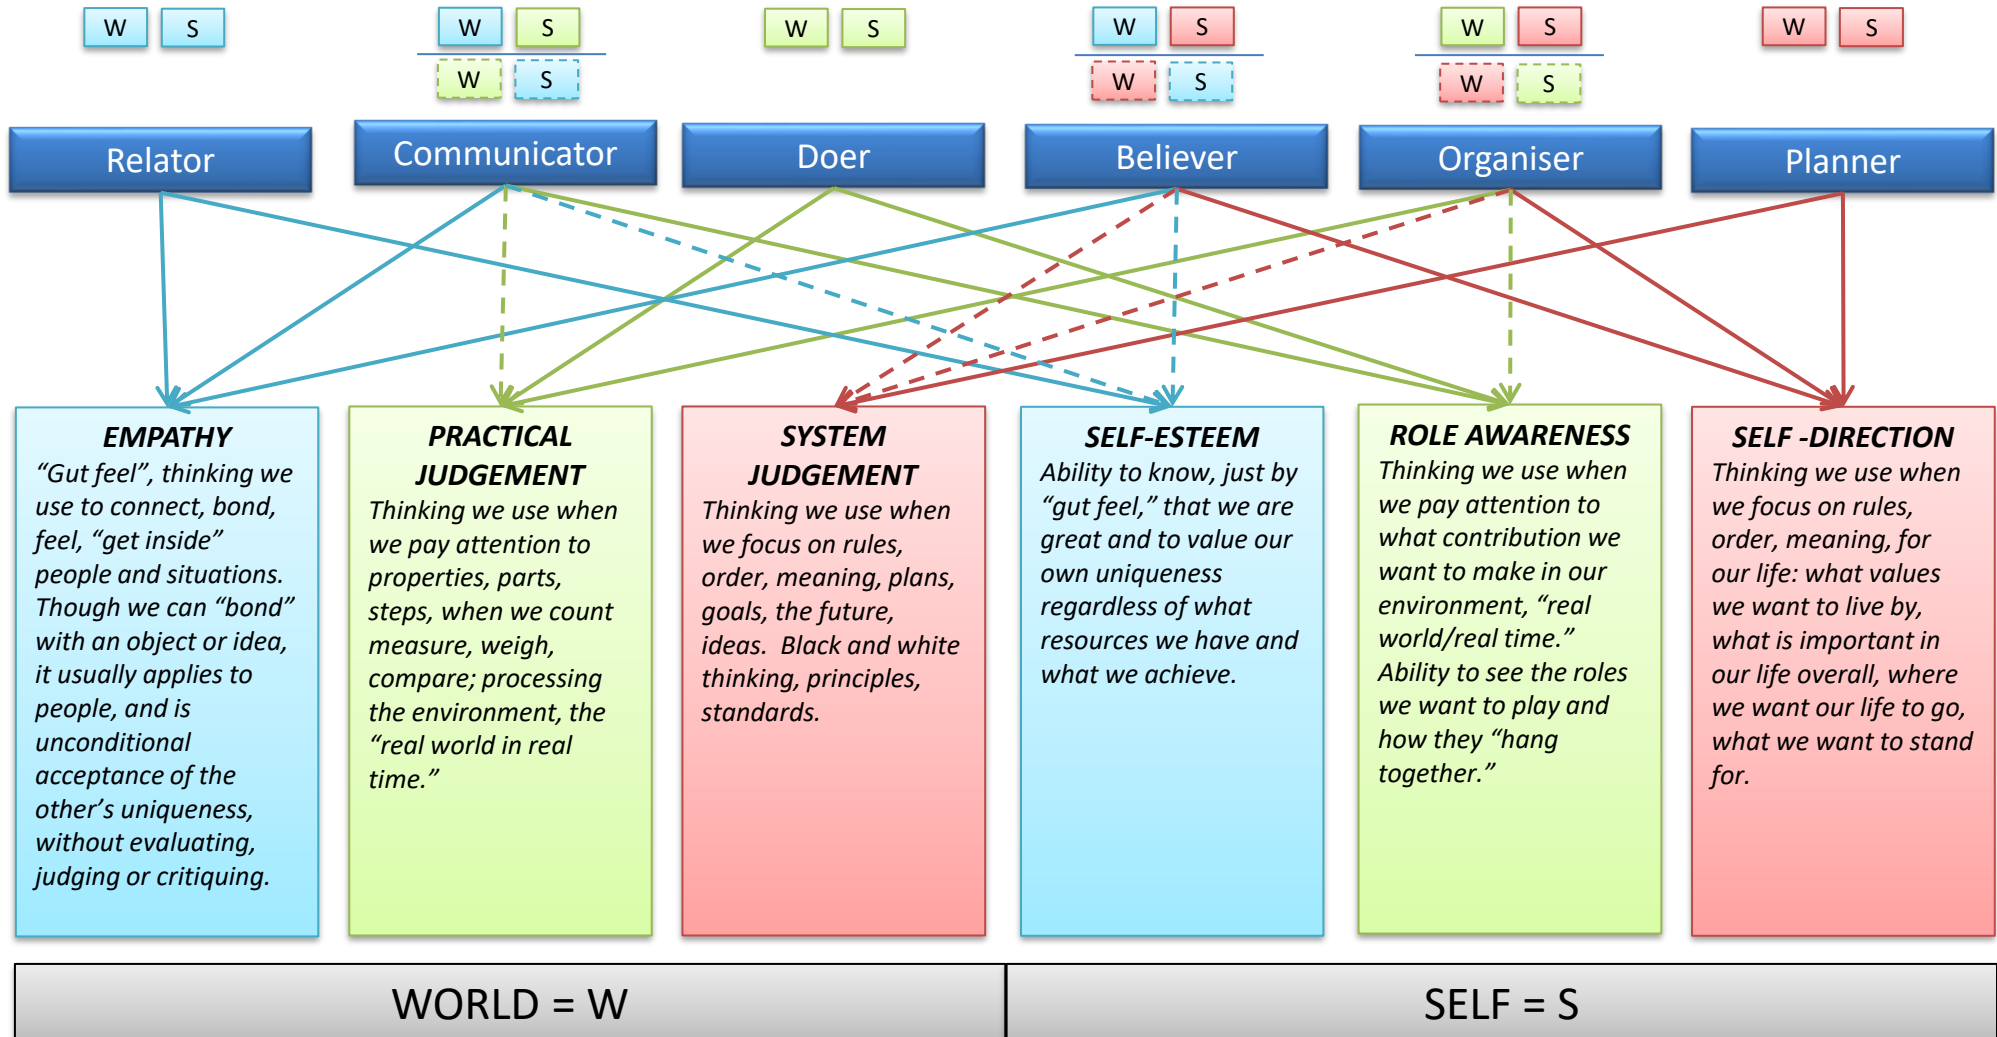 W S
W S
W S
W S
W S
W S
W S
W S
W S
Relator
Communicator
Doer
Believer
Organiser
Planner
EMPATHY
“Gut feel”, thinking we
use to connect, bond,
feel, “get inside”
people and situations.
Though we can “bond”
with an object or idea,
it usually applies to
people, and is
unconditional
acceptance of the
other’s uniqueness,
without evaluating,
judging or critiquing.
PRACTICAL
JUDGEMENT
Thinking we use when
we pay attention to
properties, parts,
steps, when we count
measure, weigh,
compare; processing
the environment, the
“real world in real
time.”
SYSTEM
JUDGEMENT
Thinking we use when
we focus on rules,
order, meaning, plans,
goals, the future,
ideas.  Black and white
thinking, principles,
standards.
SELF-ESTEEM
Ability to know, just by
“gut feel,” that we are
great and to value our
own uniqueness
regardless of what
resources we have and
what we achieve.
ROLE AWARENESS
Thinking we use when
we pay attention to
what contribution we
want to make in our
environment, “real
world/real time.”
Ability to see the roles
we want to play and
how they “hang
together.”
SELF -DIRECTION
Thinking we use when
we focus on rules,
order, meaning, for
our life: what values
we want to live by,
what is important in
our life overall, where
we want our life to go,
what we want to stand
for.
WORLD = W
SELF = S